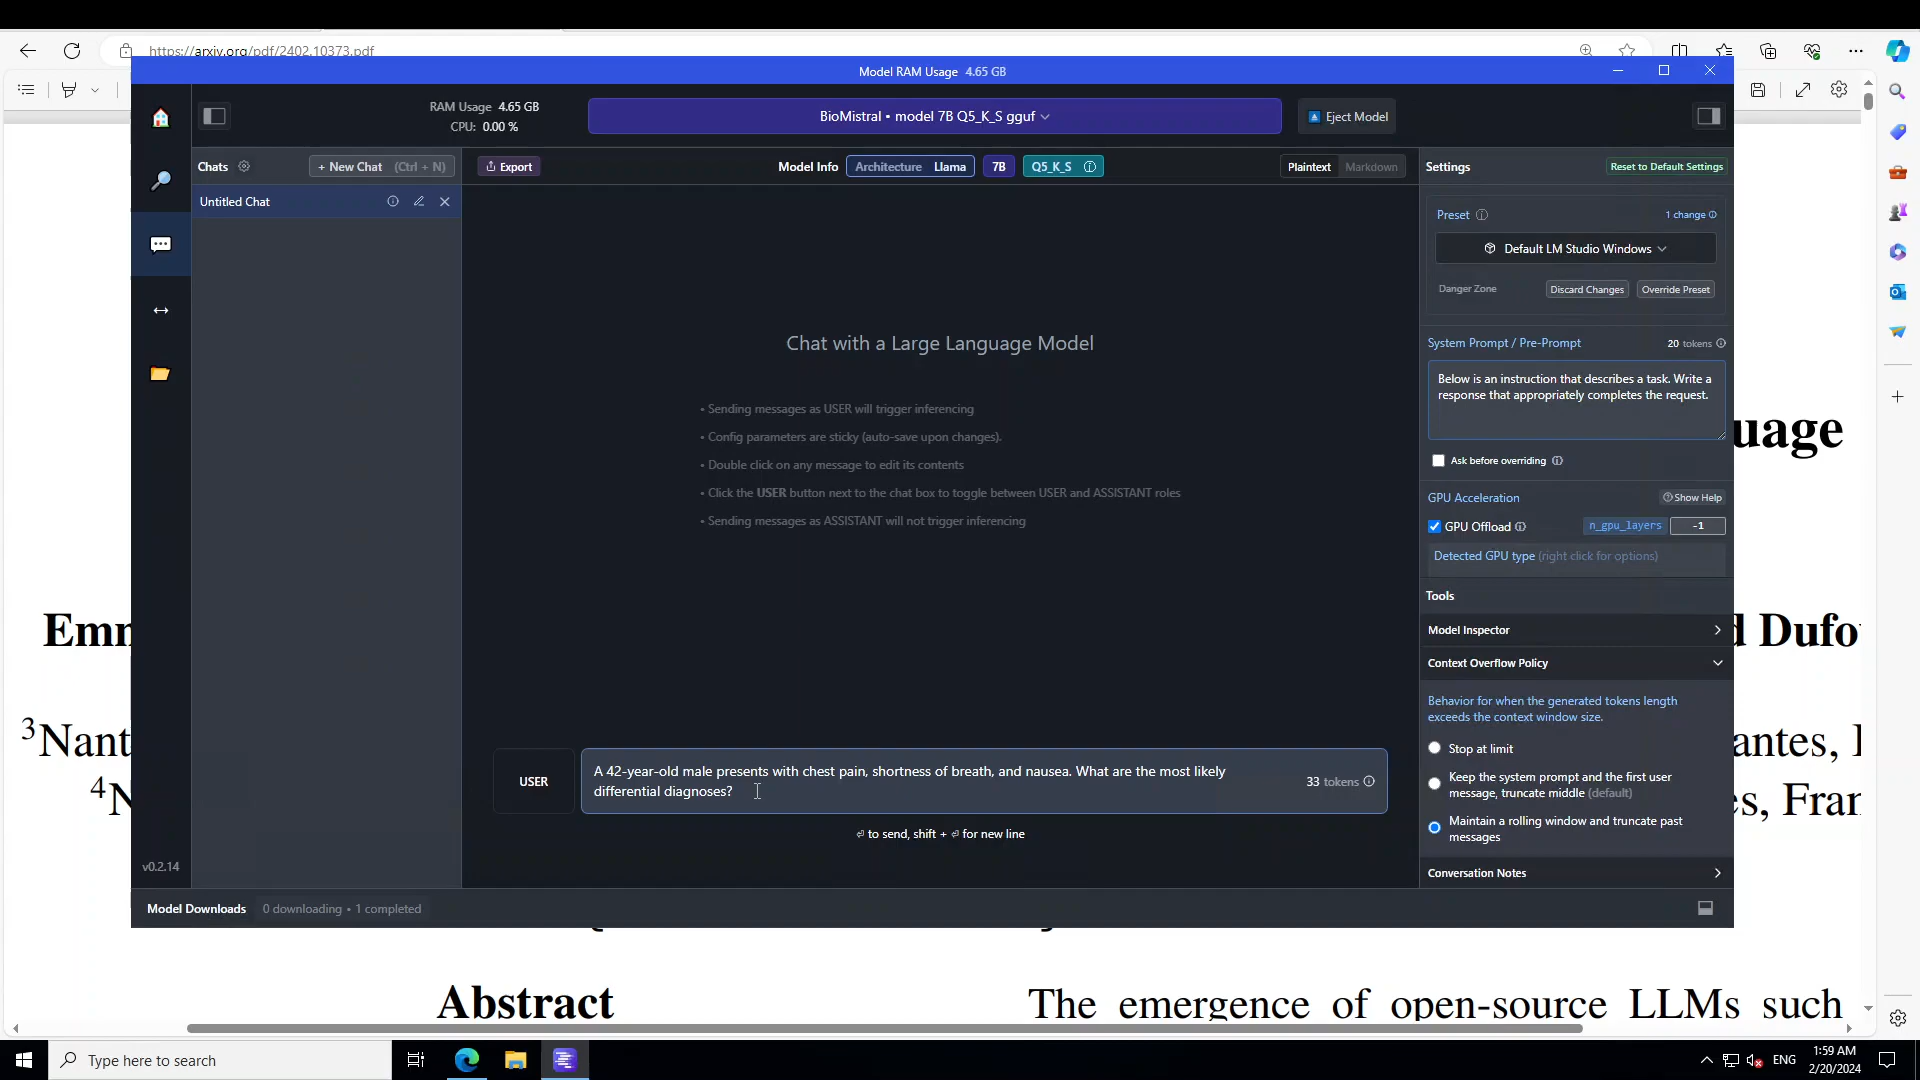 https://arxiv.org/pdf/2402.10373.pdf
Model RAM Usage 4.65 GB
RAM Usage 4.65 GB
CPU: 0.00 %
BioMistral • model 7B Q5_K_S gguf
Eject Model
Chats
+ New Chat (Ctrl + N)
Export
Model Info Architecture Llama 7B Q5_K_S
Plaintext Markdown
Settings
Reset to Default Settings
Untitled Chat
Preset
1 change
Default LM Studio Windows
Danger Zone
Discard Changes
Override Preset
Chat with a Large Language Model
• Sending messages as USER will trigger inferencing
• Config parameters are sticky (auto-save upon changes).
• Double click on any message to edit its contents
• Click the USER button next to the chat box to toggle between USER and ASSISTANT roles
• Sending messages as ASSISTANT will not trigger inferencing
System Prompt / Pre-Prompt
20 tokens
Below is an instruction that describes a task. Write a
response that appropriately completes the request.
Ask before overriding
GPU Acceleration
Show Help
GPU Offload
n_gpu_layers
-1
Detected GPU type (right click for options)
Tools
Model Inspector
Context Overflow Policy
Behavior for when the generated tokens length
exceeds the context window size.
Stop at limit
Keep the system prompt and the first user
message, truncate middle (default)
Maintain a rolling window and truncate past
messages
Conversation Notes
USER
A 42-year-old male presents with chest pain, shortness of breath, and nausea. What are the most likely
differential diagnoses?
33 tokens
⏎ to send, shift + ⏎ for new line
v0.2.14
Model Downloads
0 downloading • 1 completed
uage
Emm
d Dufo
3Nant
antes, I
4N
es, Fran
Abstract
The emergence of open-source LLMs such
Type here to search
ENG
1:59 AM
2/20/2024